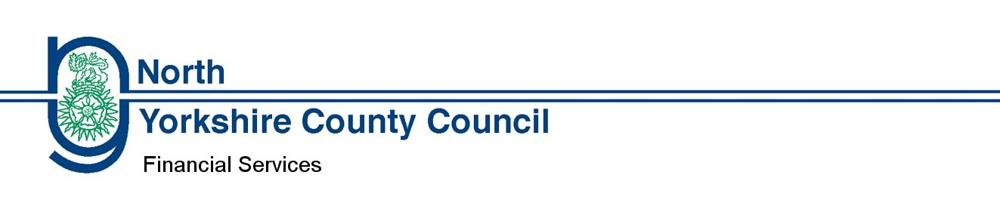 North
Yorkshire County Council
Financial Services